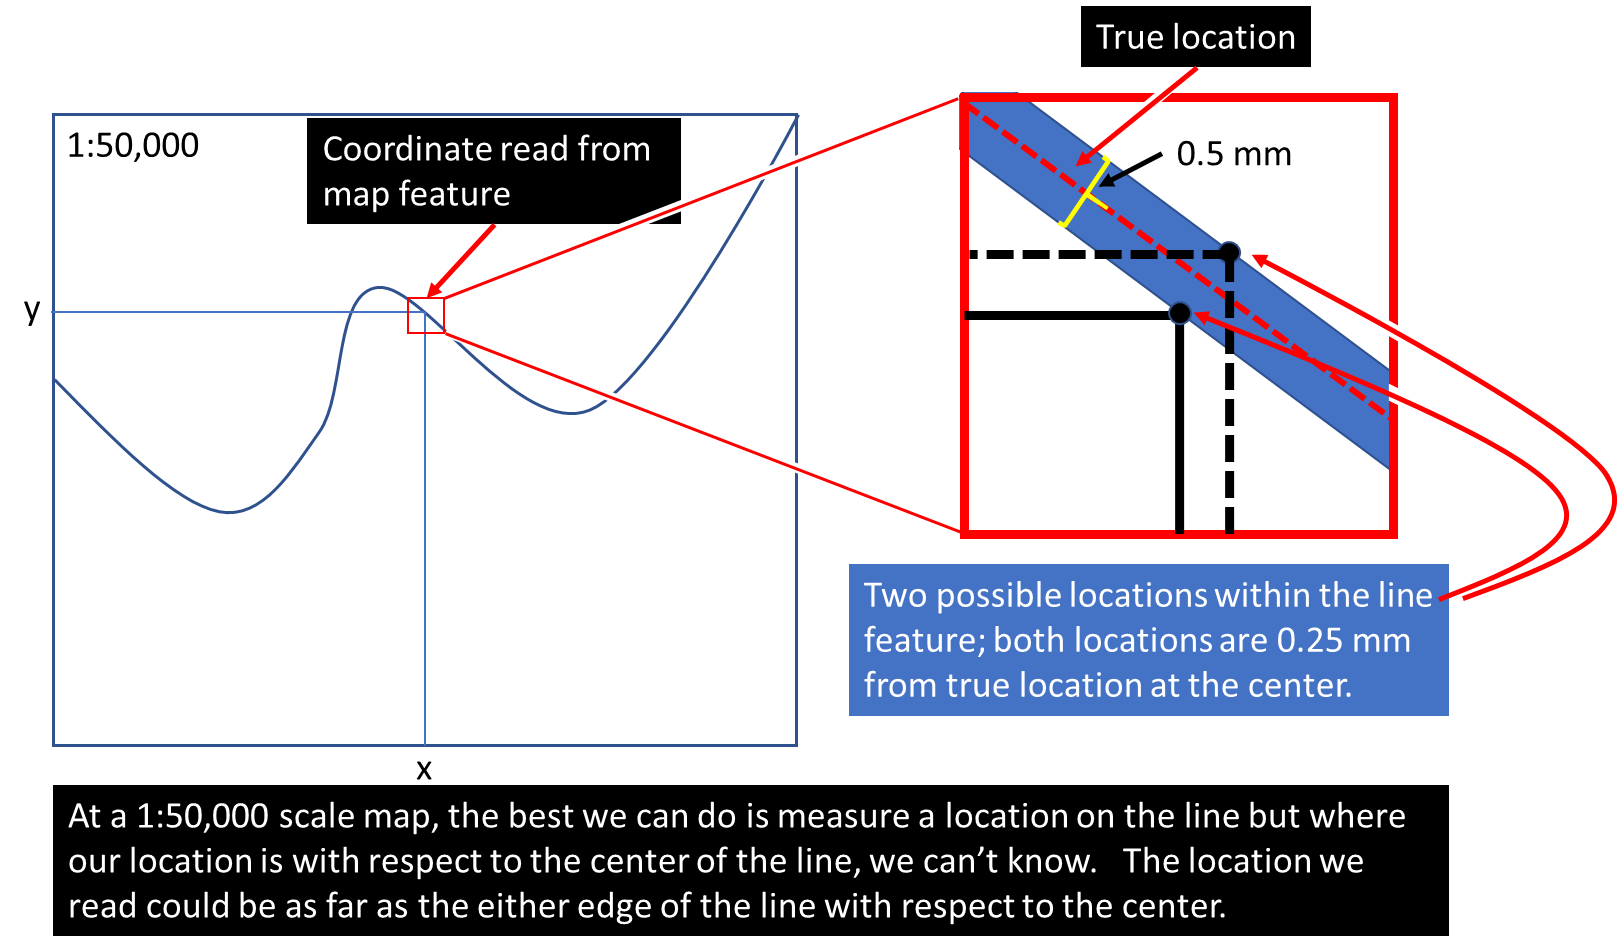 True location
1:50,000
Coordinate read from
map feature
0.5 mm
y
x
Two possible locations within the line
feature; both locations are 0.25 mm
from true location at the center.
At a 1:50,000 scale map, the best we can do is measure a location on the line but where
our location is with respect to the center of the line, we can’t know.   The location we
read could be as far as the either edge of the line with respect to the center.